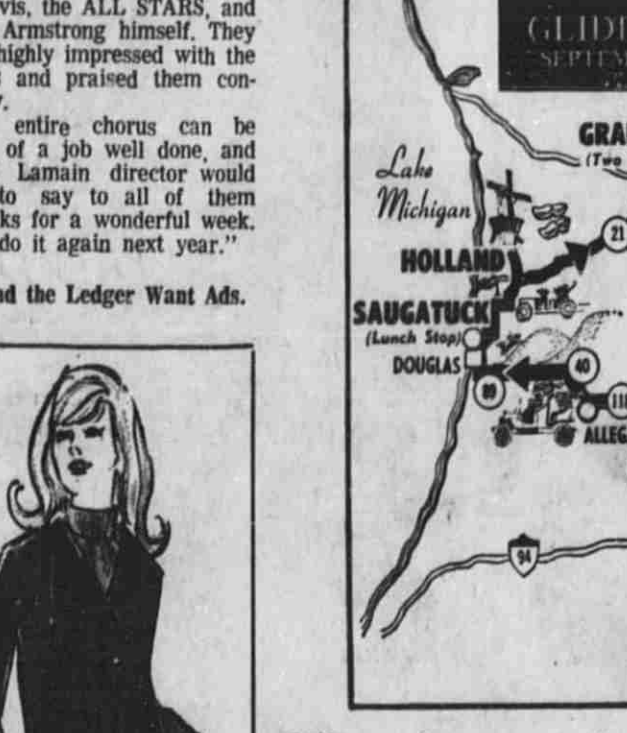 vis, the ALL STARS, and
Armstrong himself. They
highly impressed with the
and praised them con-
entire chorus can be
of a job well done, and
Lamain director would
to say to all of them
ks for a wonderful week.
do it again next year."
d the Ledger Want Ads.
GLIDI
SEPTEM
GRA
(Two
Lake
Michigan
21
HOLLAND
SAUGATUCK
(Lunch Stop)
DOUGLAS
40
89
118
ALLEG
94